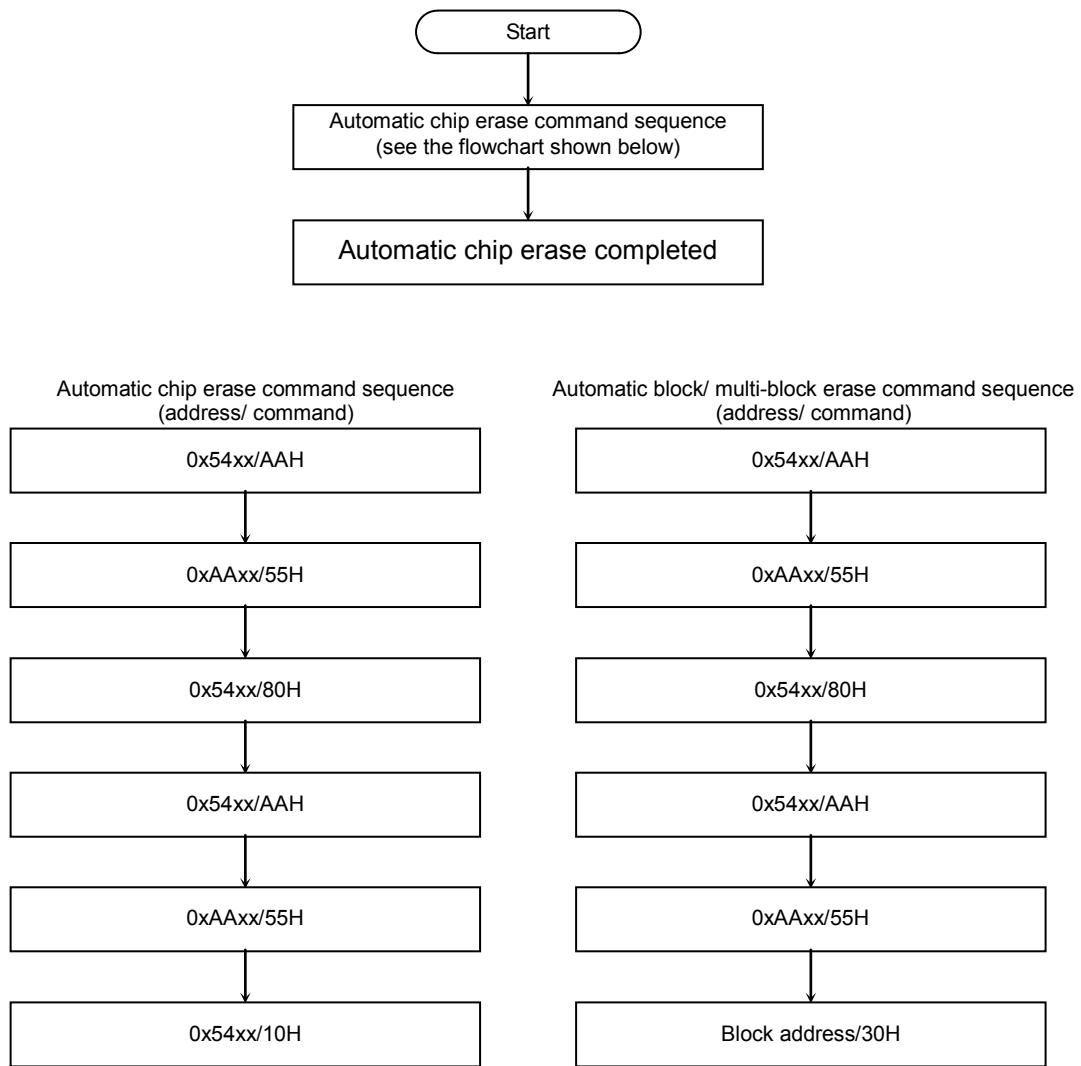 Start
Automatic chip erase command sequence
(see the flowchart shown below)
Automatic chip erase completed
Automatic chip erase command sequence
(address/ command)
0x54xx/AAH
0xAAxx/55H
0x54xx/80H
0x54xx/AAH
0xAAxx/55H
0x54xx/10H
Automatic block/ multi-block erase command sequence
(address/ command)
0x54xx/AAH
0xAAxx/55H
0x54xx/80H
0x54xx/AAH
0xAAxx/55H
Block address/30H